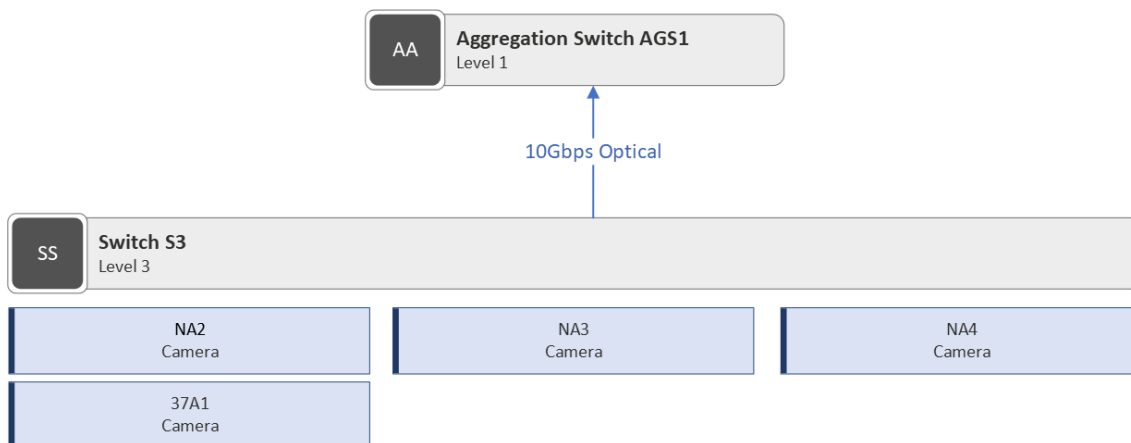 AA
Aggregation Switch AGS1
Level 1
10Gbps Optical
SS
Switch S3
Level 3
NA2
Camera
NA3
Camera
NA4
Camera
37A1
Camera